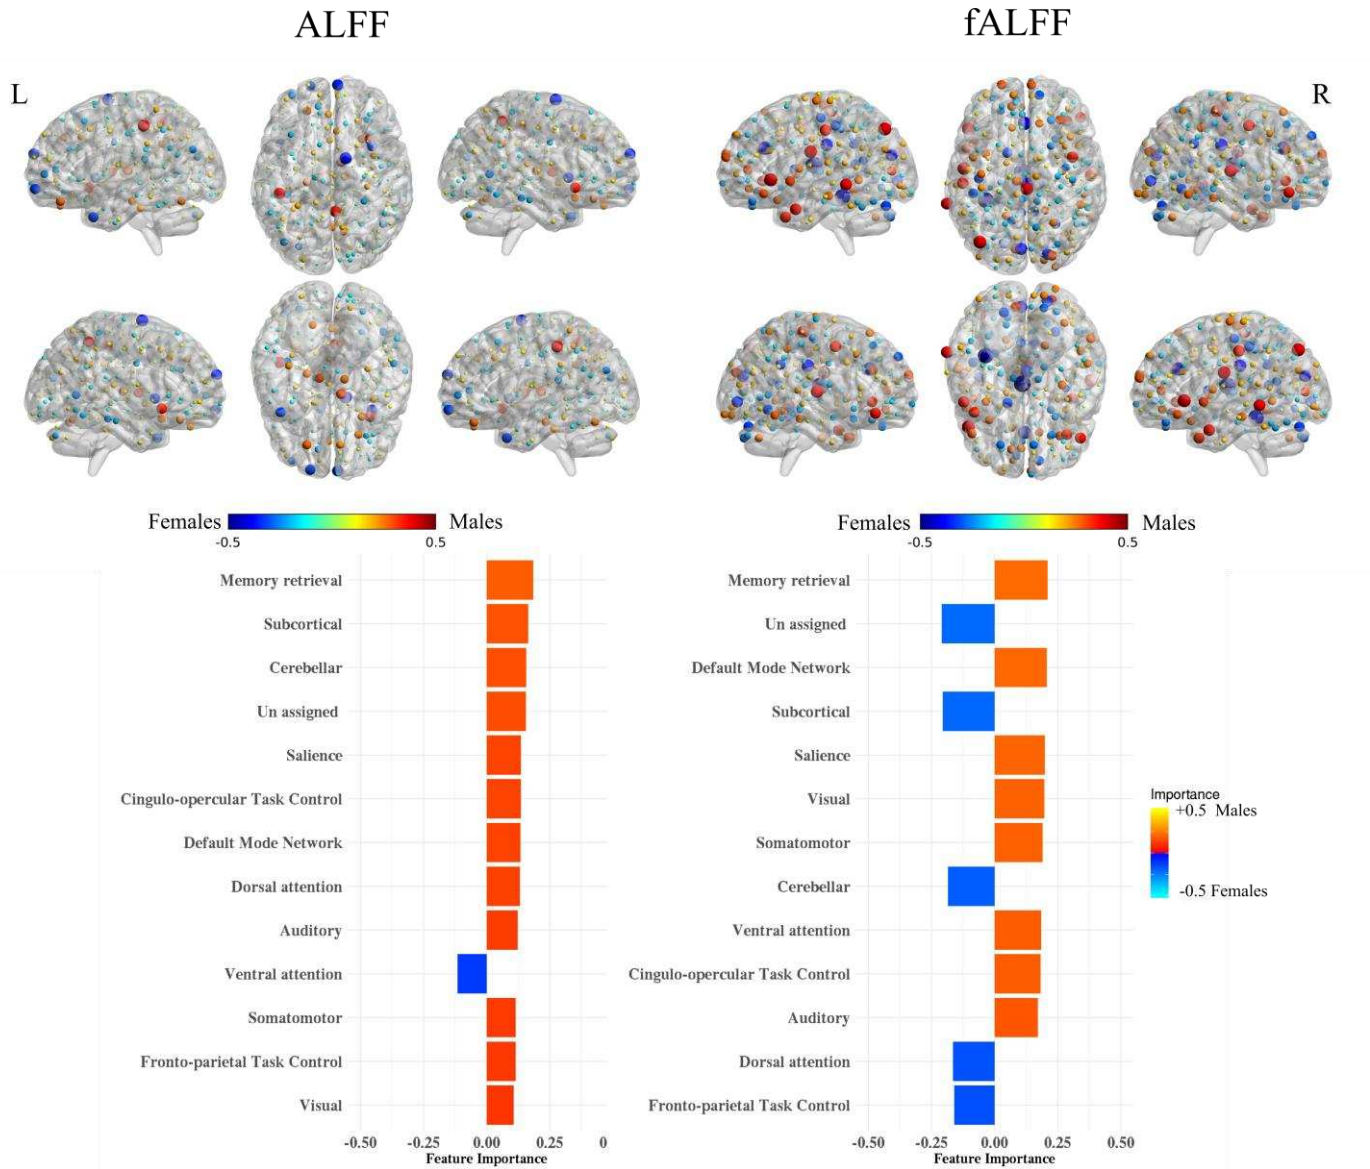 ALFF
fALFF
L
R
Females
-0.5
0.5
Males
Females
-0.5
0.5
Males
Memory retrieval
Subcortical
Cerebellar
Un assigned
Salience
Cingulo-opercular Task Control
Default Mode Network
Dorsal attention
Auditory
Ventral attention
Somatomotor
Fronto-parietal Task Control
Visual
-0.50 -0.25 0.00 0.25 0
Feature Importance
Memory retrieval
Un assigned
Default Mode Network
Subcortical
Salience
Visual
Somatomotor
Cerebellar
Ventral attention
Cingulo-opercular Task Control
Auditory
Dorsal attention
Fronto-parietal Task Control
-0.50 -0.25 0.00 0.25 0.50
Feature Importance
Importance
+0.5 Males
-0.5 Females